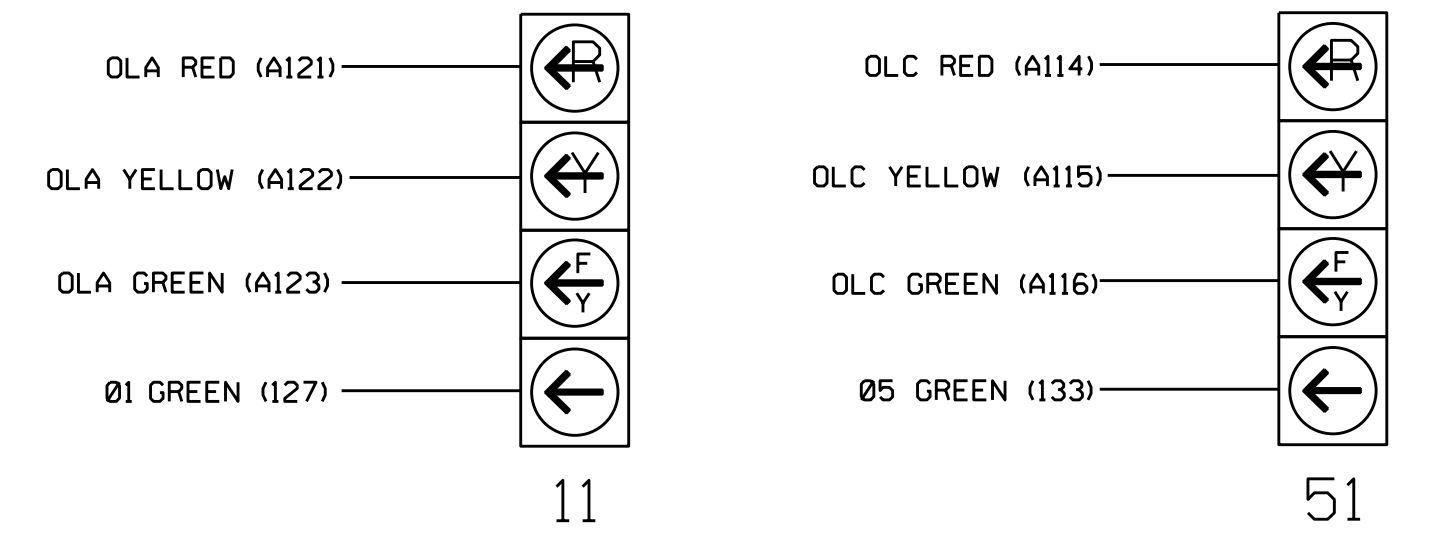 OLA RED (A121)
R
OLA YELLOW (A122)
Y
OLA GREEN (A123)
F
Y
Ø1 GREEN (127)
11
OLC RED (A114)
R
OLC YELLOW (A115)
Y
OLC GREEN (A116)
F
Y
Ø5 GREEN (133)
51